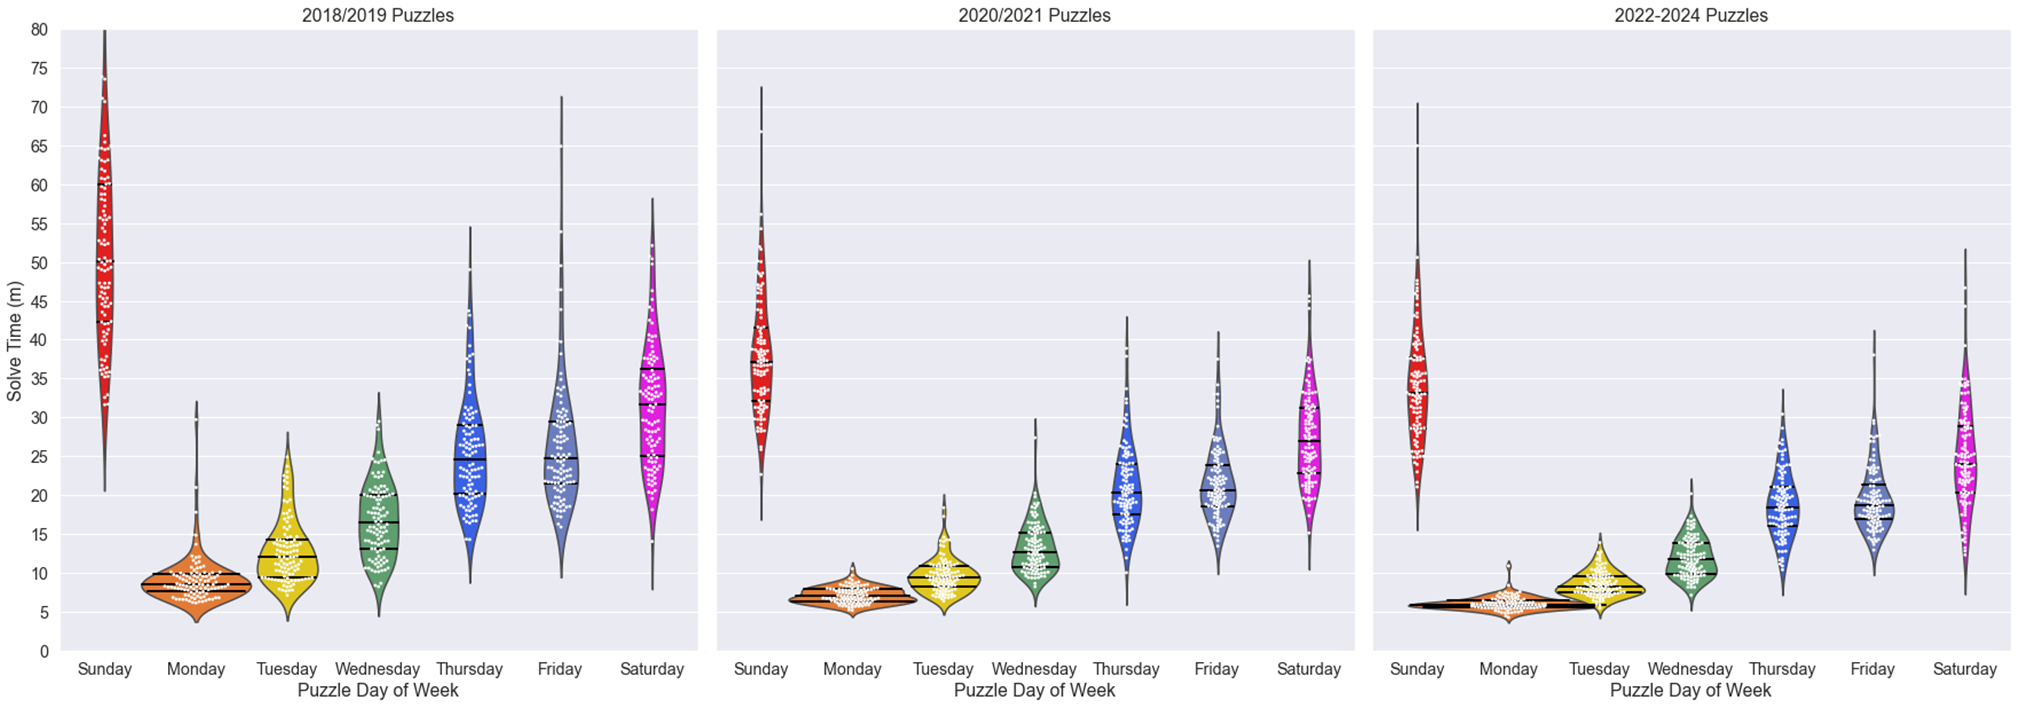 2018/2019 Puzzles
2020/2021 Puzzles
2022-2024 Puzzles
Solve Time (m)
80
75
70
65
60
55
50
45
40
35
30
25
20
15
10
5
0
Sunday Monday Tuesday Wednesday Thursday Friday Saturday
Puzzle Day of Week
Sunday Monday Tuesday Wednesday Thursday Friday Saturday
Puzzle Day of Week
Sunday Monday Tuesday Wednesday Thursday Friday Saturday
Puzzle Day of Week